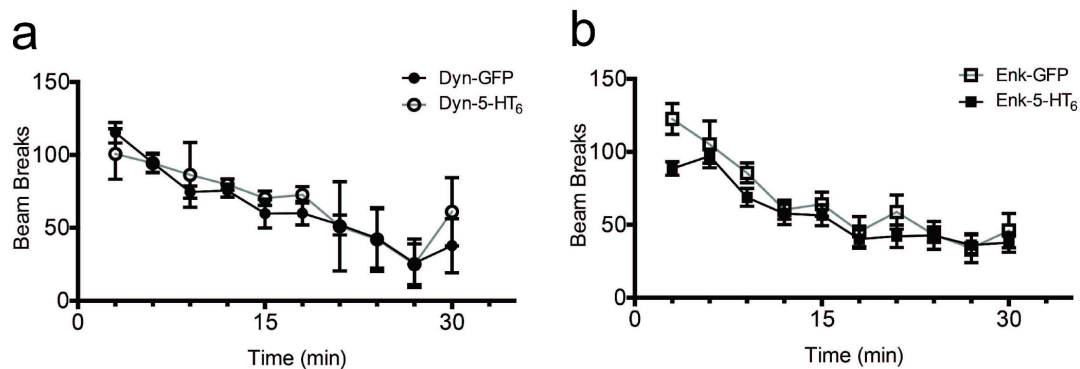 a
Dyn-GFP
Dyn-5-HT₆
150
100
50
0
Beam Breaks
0 15 30
Time (min)
b
Enk-GFP
Enk-5-HT₆
150
100
50
0
Beam Breaks
0 15 30
Time (min)